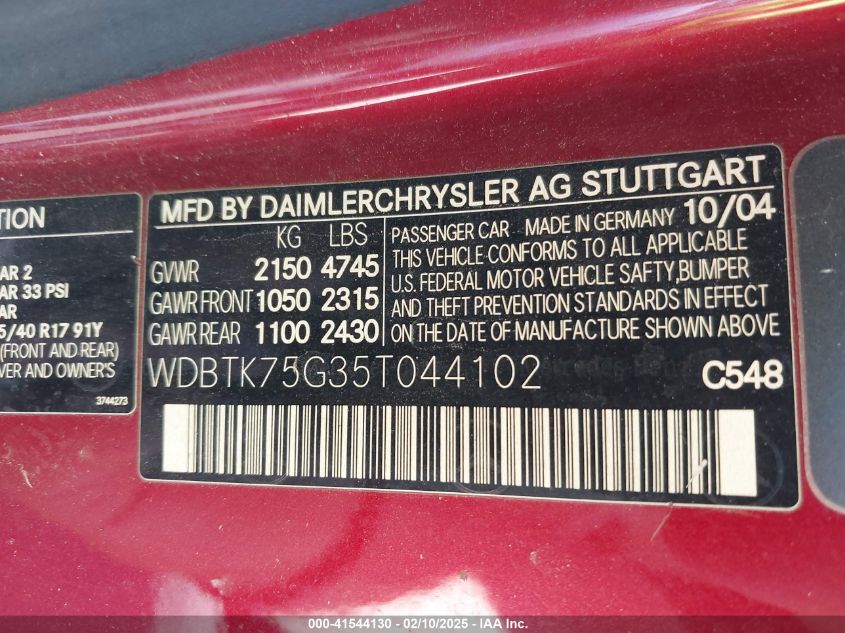 TION
AR 2
AR 33 PSI
AR
5/40 R17 91Y
(FRONT AND REAR)
VER AND OWNER'S
3744273
MFD BY DAIMLERCHRYSLER AG STUTTGART
KG LBS
GVWR 2150 4745
GAWR FRONT 1050 2315
GAWR REAR 1100 2430
PASSENGER CAR MADE IN GERMANY 10/04
THIS VEHICLE CONFORMS TO ALL APPLICABLE
U.S. FEDERAL MOTOR VEHICLE SAFTY,BUMPER
AND THEFT PREVENTION STANDARDS IN EFFECT
ON THE DATE OF MANUFACTURE SHOWN ABOVE
WDBTK75G35T044102
C548
000-41544130 - 02/10/2025 - IAAI.COM